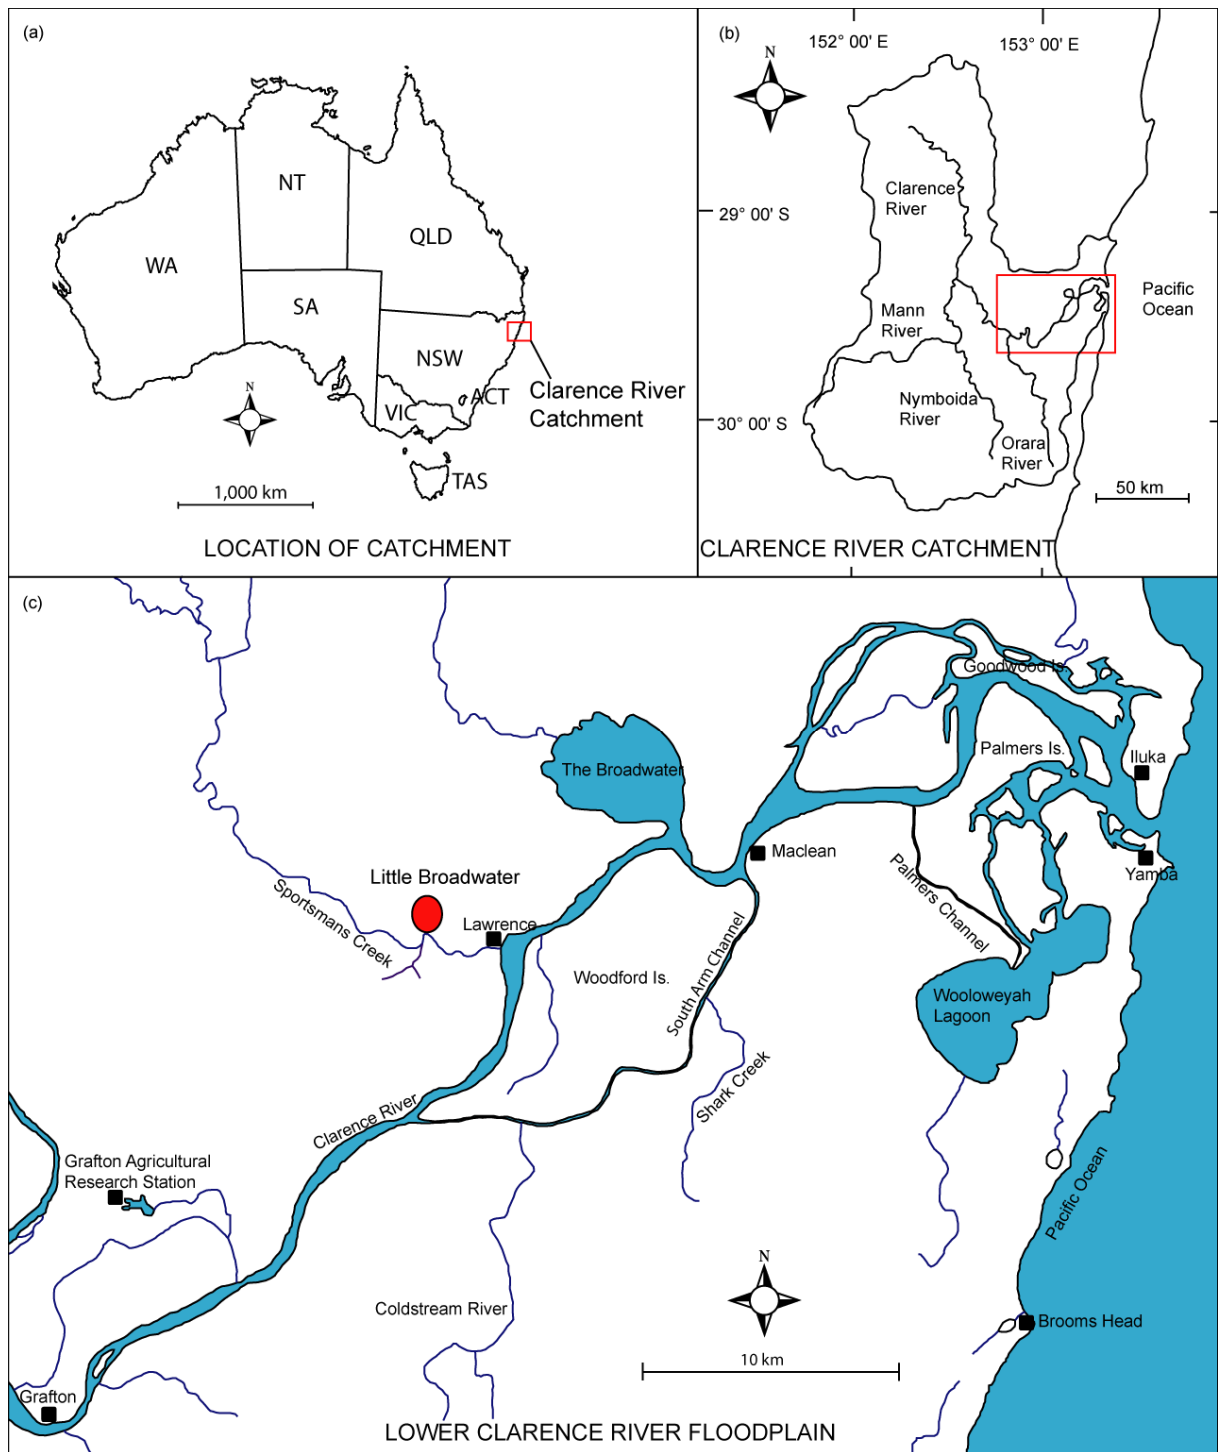 (a)
NT
QLD
WA
SA
NSW
ACT
VIC
TAS
Clarence River
Catchment
N
1,000 km
LOCATION OF CATCHMENT
(b)
152° 00' E
153° 00' E
N
Clarence
River
29° 00' S
Pacific
Ocean
Mann
River
Nymboida
River
30° 00' S
Orara
River
50 km
CLARENCE RIVER CATCHMENT
(c)
Goodwood Is.
Palmers Is.
Iluka
The Broadwater
Maclean
Yamba
Little Broadwater
Sportsmans Creek
Lawrence
Palmers Channel
Woodford Is.
South Arm Channel
Wooloweyah
Lagoon
Shark Creek
Clarence River
Grafton Agricultural
Research Station
Pacific Ocean
N
Coldstream River
Brooms Head
10 km
Grafton
LOWER CLARENCE RIVER FLOODPLAIN